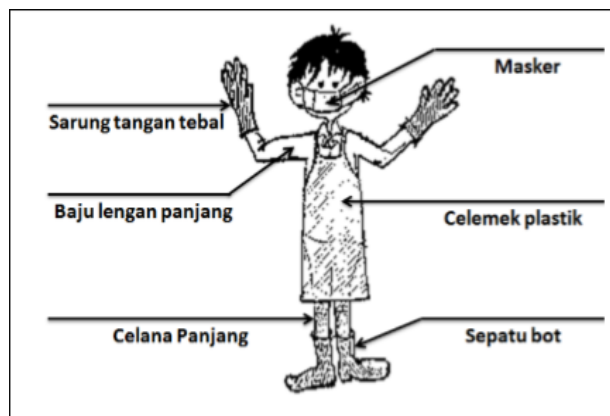 Masker
Sarung tangan tebal
Baju lengan panjang
Celemek plastik
Celana Panjang
Sepatu bot